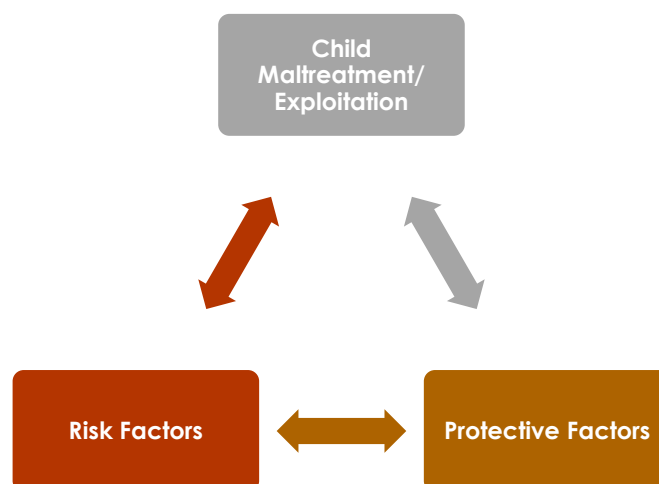 Child
Maltreatment/
Exploitation
Risk Factors
Protective Factors